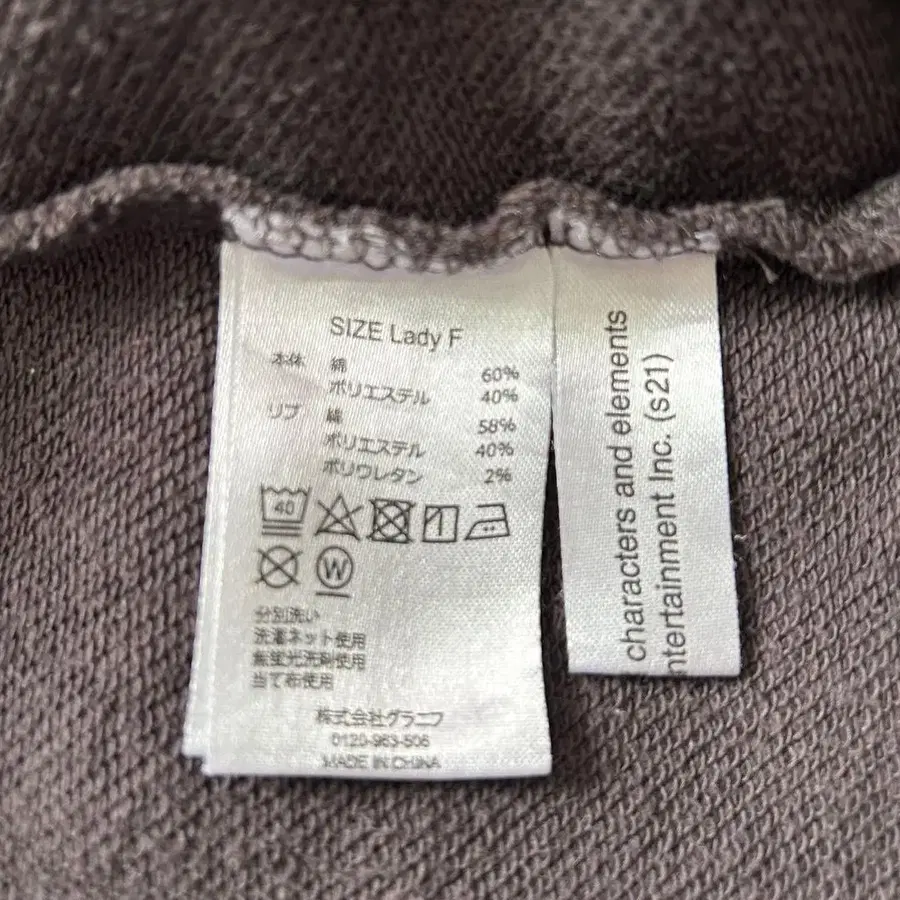 SIZE Lady F
本体 綿 60%
ポリエステル 40%
リブ 綿 58%
ポリエステル 40%
ポリウレタン 2%
40
W
分別洗い
洗濯ネット使用
無蛍光洗剤使用
当て布使用
株式会社グラニフ
0120-963-506
MADE IN CHINA
characters and elements
ntertainment Inc. (s21)